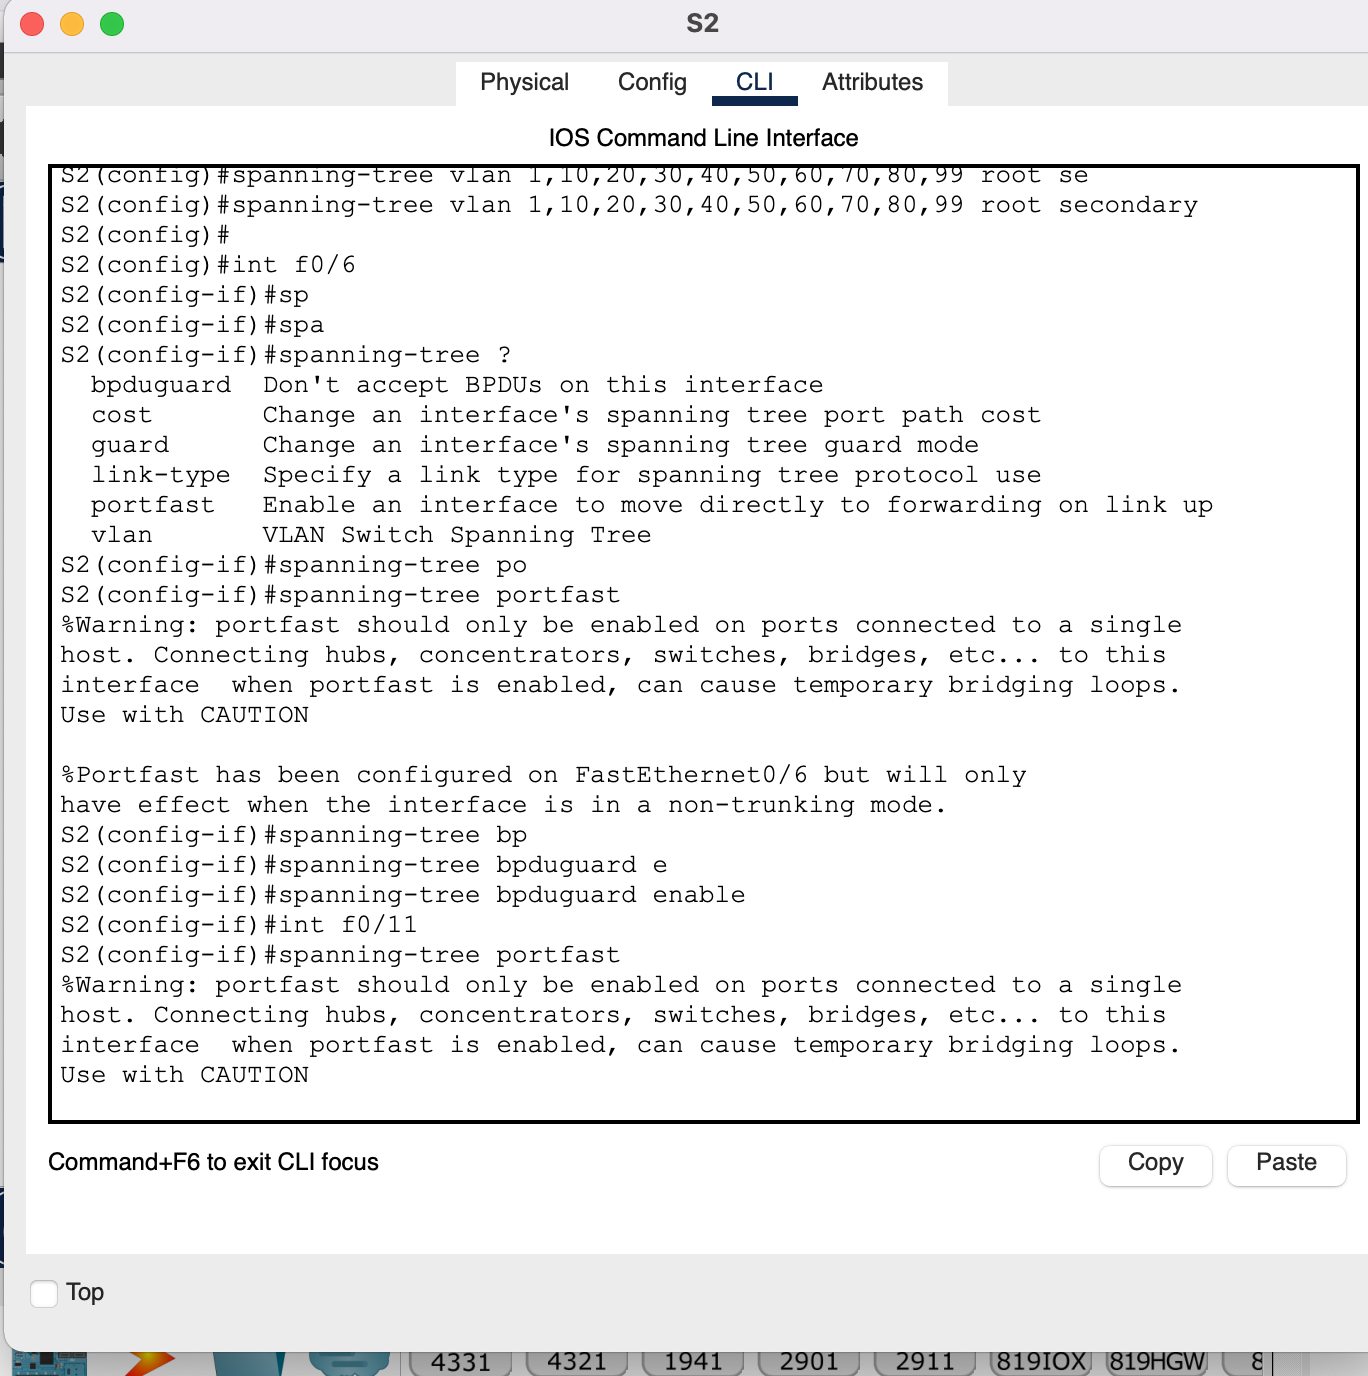 S2
Physical Config CLI Attributes
IOS Command Line Interface
S2(config)#spanning-tree vlan 1,10,20,30,40,50,60,70,80,99 root se
S2(config)#spanning-tree vlan 1,10,20,30,40,50,60,70,80,99 root secondary
S2(config)#
S2(config)#int f0/6
S2(config-if)#sp
S2(config-if)#spa
S2(config-if)#spanning-tree ?
  bpduguard  Don't accept BPDUs on this interface
  cost       Change an interface's spanning tree port path cost
  guard      Change an interface's spanning tree guard mode
  link-type  Specify a link type for spanning tree protocol use
  portfast   Enable an interface to move directly to forwarding on link up
  vlan       VLAN Switch Spanning Tree
S2(config-if)#spanning-tree po
S2(config-if)#spanning-tree portfast
%Warning: portfast should only be enabled on ports connected to a single
host. Connecting hubs, concentrators, switches, bridges, etc... to this
interface  when portfast is enabled, can cause temporary bridging loops.
Use with CAUTION
%Portfast has been configured on FastEthernet0/6 but will only
have effect when the interface is in a non-trunking mode.
S2(config-if)#spanning-tree bp
S2(config-if)#spanning-tree bpduguard e
S2(config-if)#spanning-tree bpduguard enable
S2(config-if)#int f0/11
S2(config-if)#spanning-tree portfast
%Warning: portfast should only be enabled on ports connected to a single
host. Connecting hubs, concentrators, switches, bridges, etc... to this
interface  when portfast is enabled, can cause temporary bridging loops.
Use with CAUTION
Command+F6 to exit CLI focus Copy Paste
Top
4331 4321 1941 2901 2911 819IOX 819HGW 8